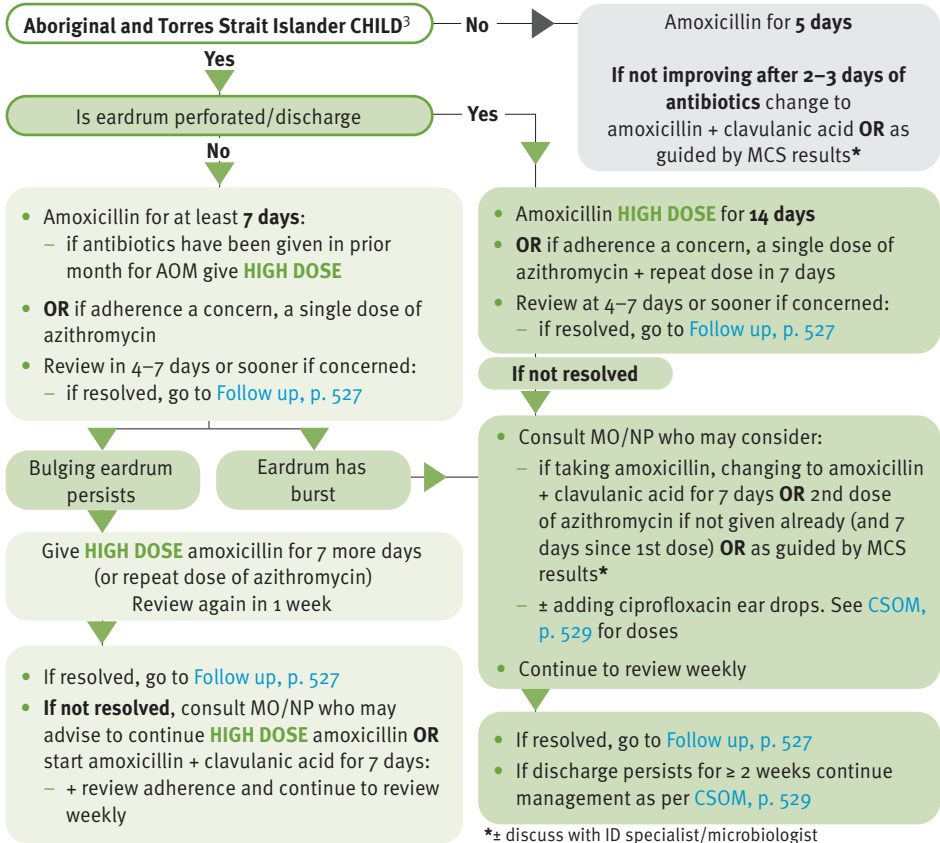 Aboriginal and Torres Strait Islander CHILD³
No
Amoxicillin for 5 days
If not improving after 2–3 days of
antibiotics change to
amoxicillin + clavulanic acid OR as
guided by MCS results*
Yes
Is eardrum perforated/discharge
Yes
No
• Amoxicillin for at least 7 days:
– if antibiotics have been given in prior
month for AOM give HIGH DOSE
• OR if adherence a concern, a single dose of
azithromycin
• Review in 4–7 days or sooner if concerned:
– if resolved, go to Follow up, p. 527
• Amoxicillin HIGH DOSE for 14 days
• OR if adherence a concern, a single dose of
azithromycin + repeat dose in 7 days
• Review at 4–7 days or sooner if concerned:
– if resolved, go to Follow up, p. 527
If not resolved
Bulging eardrum
persists
Eardrum has
burst
• Consult MO/NP who may consider:
– if taking amoxicillin, changing to amoxicillin
+ clavulanic acid for 7 days OR 2nd dose
of azithromycin if not given already (and 7
days since 1st dose) OR as guided by MCS
results*
– ± adding ciprofloxacin ear drops. See CSOM,
p. 529 for doses
• Continue to review weekly
Give HIGH DOSE amoxicillin for 7 more days
(or repeat dose of azithromycin)
Review again in 1 week
• If resolved, go to Follow up, p. 527
• If not resolved, consult MO/NP who may
advise to continue HIGH DOSE amoxicillin OR
start amoxicillin + clavulanic acid for 7 days:
– + review adherence and continue to review
weekly
• If resolved, go to Follow up, p. 527
• If discharge persists for ≥ 2 weeks continue
management as per CSOM, p. 529
*± discuss with ID specialist/microbiologist